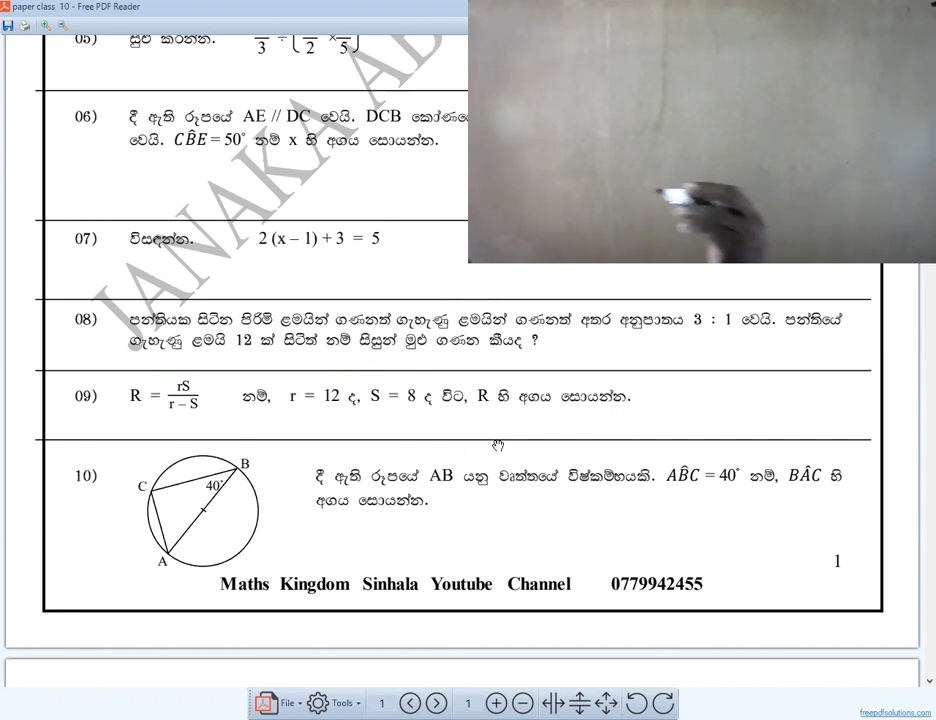 paper class 10 - Free PDF Reader
05) සුළු කරන්න. 3 ÷ 2 × 5
JANAKA AB
06) දී ඇති රූපයේ AE // DC වෙයි. DCB
වෙයි. CB̂E = 50° නම් x හි අගය සොයන්න.
07) විසඳන්න. 2 (x – 1) + 3 = 5
08) පන්තියක සිටින පිරිමි ළමයින් ගණනත් ගැහැණු ළමයින් ගණනත් අතර අනුපාතය 3 : 1 වෙයි. පන්තියේ
ගැහැණු ළමයි 12 ක් සිටිත් නම් සිසුන් මුළු ගණන කීයද ?
09) R = rS / r – S නම්, r = 12 ද, S = 8 ද විට, R හි අගය සොයන්න.
10) දී ඇති රූපයේ AB යනු වෘත්තයේ විෂ්කම්භයකි. AB̂C = 40° නම්, BÂC හි
අගය සොයන්න.
B
C 40°
A
1
Maths Kingdom Sinhala Youtube Channel 0779942455
File Tools 1 1
freepdfsolutions.com